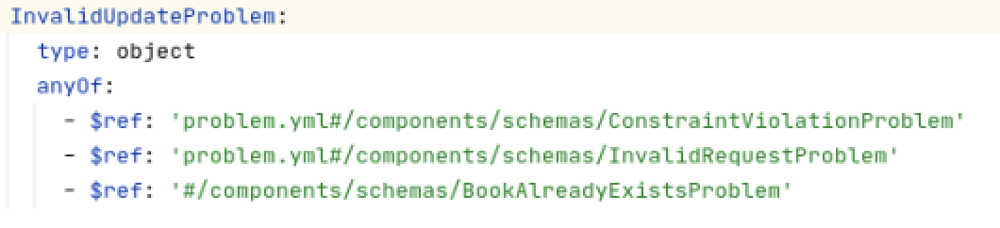 InvalidUpdateProblem:
  type: object
  anyOf:
    - $ref: 'problem.yml#/components/schemas/ConstraintViolationProblem'
    - $ref: 'problem.yml#/components/schemas/InvalidRequestProblem'
    - $ref: '#/components/schemas/BookAlreadyExistsProblem'